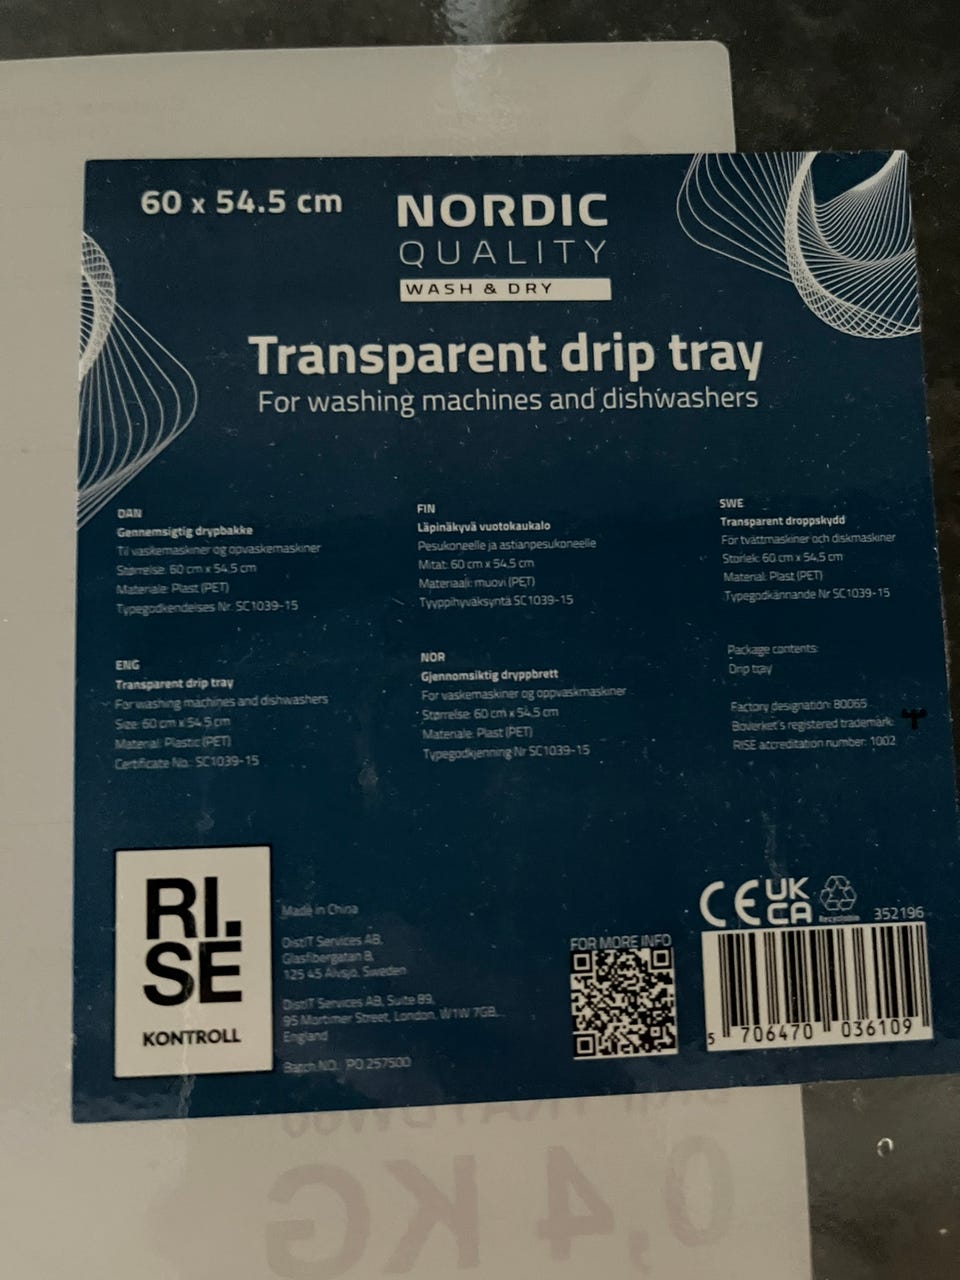 60 x 54.5 cm
NORDIC
QUALITY
WASH & DRY
Transparent drip tray
For washing machines and dishwashers
DAN
Gennemsigtig drypbakke
Til vaskemaskiner og opvaskemaskiner
Størrelse: 60 cm x 54,5 cm
Materiale: Plast (PET)
Typegodkendelses Nr. SC1039-15
FIN
Läpinäkyvä vuotokaukalo
Pesukoneelle ja astianpesukoneelle
Mitat: 60 cm x 54,5 cm
Materiaali: muovi (PET)
Tyyppihyväksyntä SC1039-15
SWE
Transparent droppskydd
För tvättmaskiner och diskmaskiner
Storlek: 60 cm x 54,5 cm
Material: Plast (PET)
Typegodkännande Nr SC1039-15
ENG
Transparent drip tray
For washing machines and dishwashers
Size: 60 cm x 54.5 cm
Material: Plastic (PET)
Certificate No.: SC1039-15
NOR
Gjennomsiktig dryppbrett
For vaskemaskiner og oppvaskmaskiner
Størrelse: 60 cm x 54,5 cm
Materiale: Plast (PET)
Typegodkjenning Nr SC1039-15
Package contents:
Drip tray
Factory designation: B0065
Boverket's registered trademark:
RISE accreditation number: 1002
RI.
SE
KONTROLL
Made in China
DistIT Services AB,
Glasfibergatan 8,
125 45 Älvsjö, Sweden
DistIT Services AB, Suite 89,
95 Mortimer Street, London, W1W 7GB,
England
Batch NO.: PO 257500
FOR MORE INFO
CE UK
CA
Recyclable
352196
5 706470 036109
0,4 KG